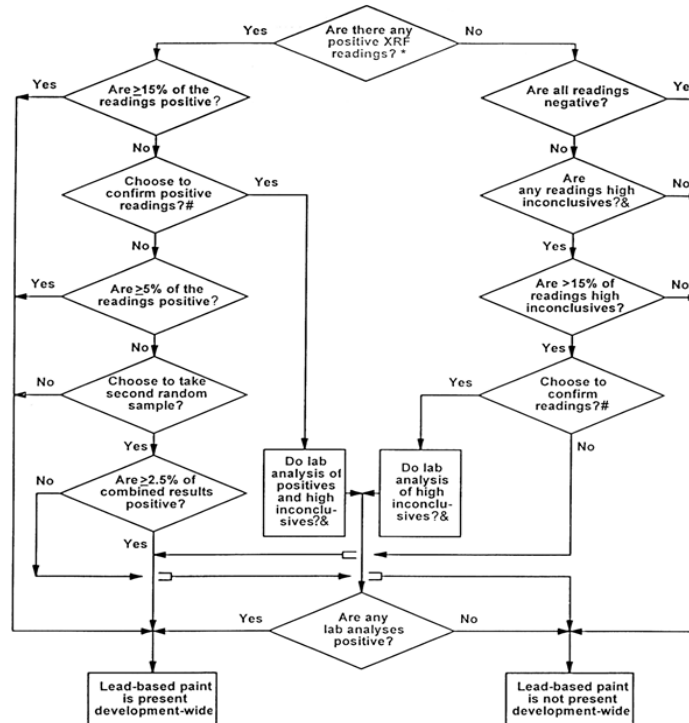 Yes
Are there any
positive XRF
readings? *
No
Yes
Are ≥15% of the
readings positive?
Are all readings
negative?
Ye
No
No
Choose to
confirm positive
readings?#
Yes
Are
any readings high
inconclusives?&
No
No
Yes
Yes
Are ≥5% of the
readings positive?
Are >15% of
readings high
inconclusives?
No
No
Yes
No
Choose to take
second random
sample?
Yes
Choose to
confirm
readings?#
Yes
No
No
Are ≥2.5% of
combined results
positive?
Do lab
analysis of
positives
and high
inconclu-
sives?&
Do lab
analysis
of high
inconclu-
sives?&
Yes
Yes
Are any
lab analyses
positive?
No
Lead-based paint
is present
development-wide
Lead-based paint
is not present
development-wide